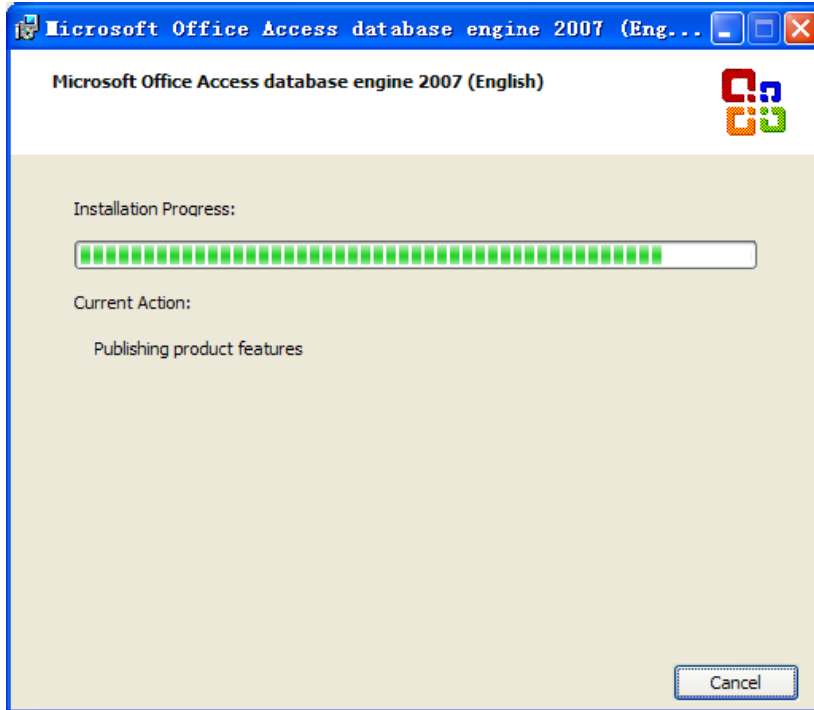 Microsoft Office Access database engine 2007 (Eng...
Microsoft Office Access database engine 2007 (English)
Installation Progress:
Current Action:
Publishing product features
Cancel